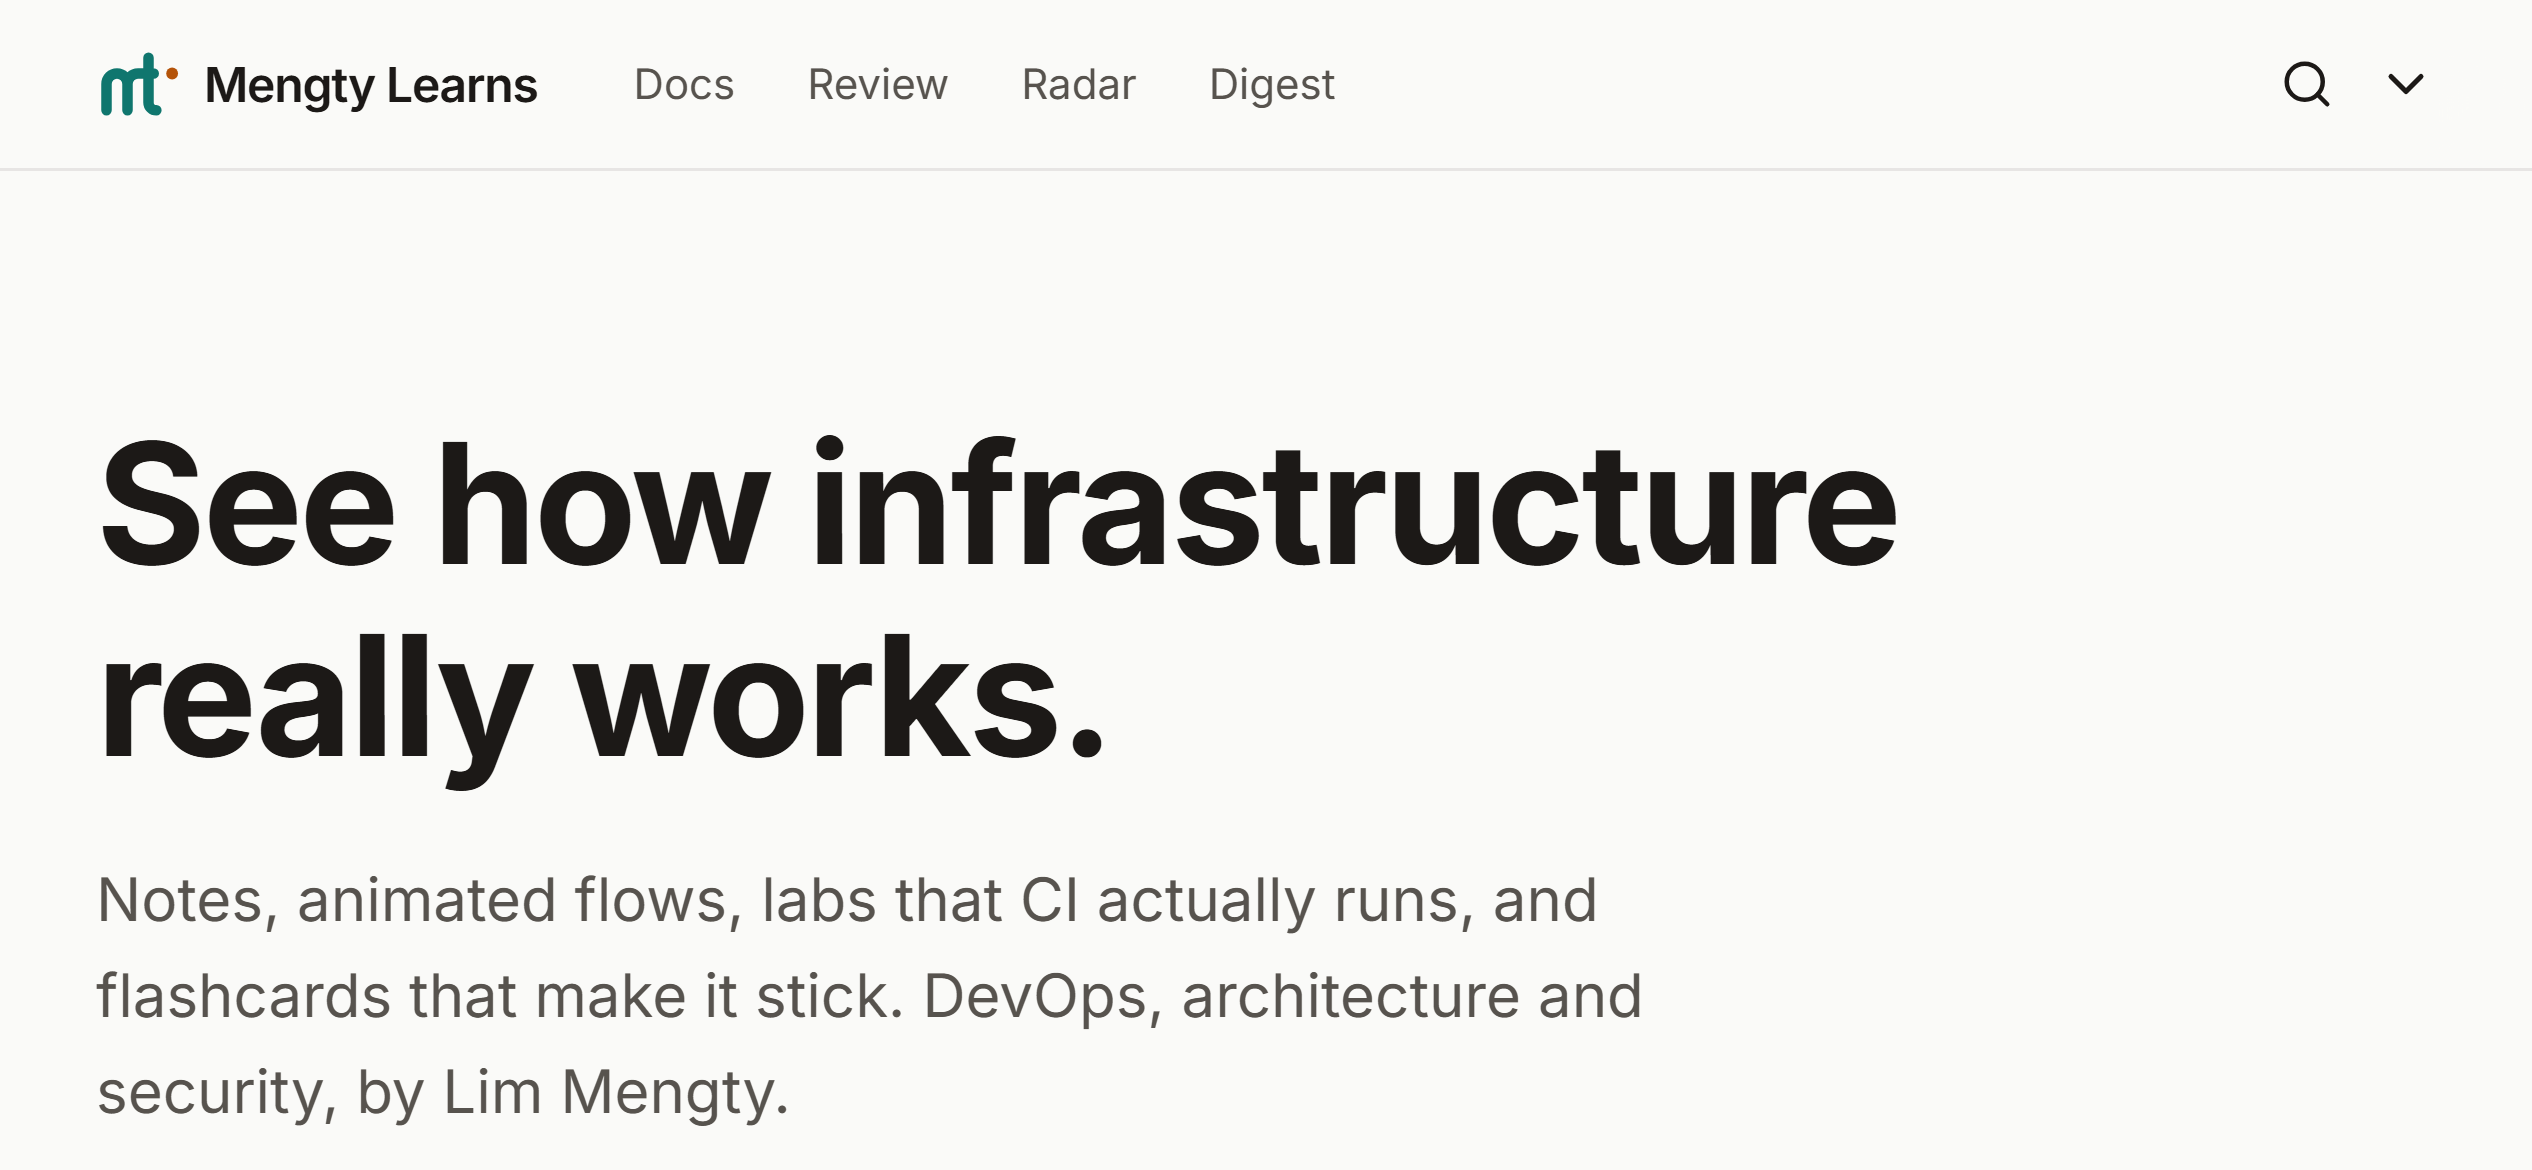 mt
Mengty Learns
Docs
Review
Radar
Digest
See how infrastructure
really works.
Notes, animated flows, labs that CI actually runs, and
flashcards that make it stick. DevOps, architecture and
security, by Lim Mengty.